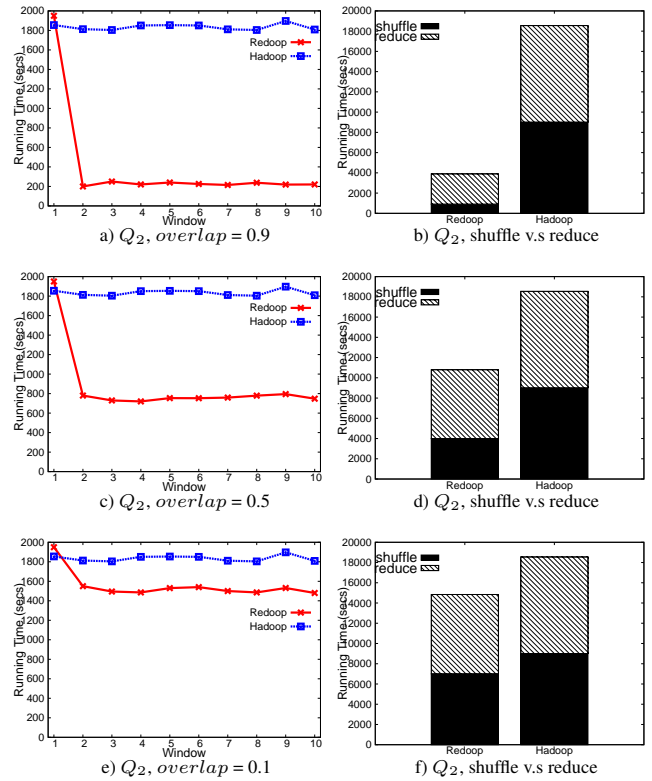 2000
1800
1600
1400
1200
1000
800
600
400
200
0
Running Time (secs)
Redoop
Hadoop
1 2 3 4 5 6 7 8 9 10
Window
a) Q2, overlap = 0.9
18000
16000
14000
12000
10000
8000
6000
4000
2000
0
Running Time (secs)
shuffle
reduce
Redoop Hadoop
b) Q2, shuffle v.s reduce
2000
1800
1600
1400
1200
1000
800
600
400
200
0
Running Time (secs)
Redoop
Hadoop
1 2 3 4 5 6 7 8 9 10
Window
c) Q2, overlap = 0.5
18000
16000
14000
12000
10000
8000
6000
4000
2000
0
Running Time (secs)
shuffle
reduce
Redoop Hadoop
d) Q2, shuffle v.s reduce
2000
1800
1600
1400
1200
1000
800
600
400
200
0
Running Time (secs)
Redoop
Hadoop
1 2 3 4 5 6 7 8 9 10
Window
e) Q2, overlap = 0.1
18000
16000
14000
12000
10000
8000
6000
4000
2000
0
Running Time (secs)
shuffle
reduce
Redoop Hadoop
f) Q2, shuffle v.s reduce